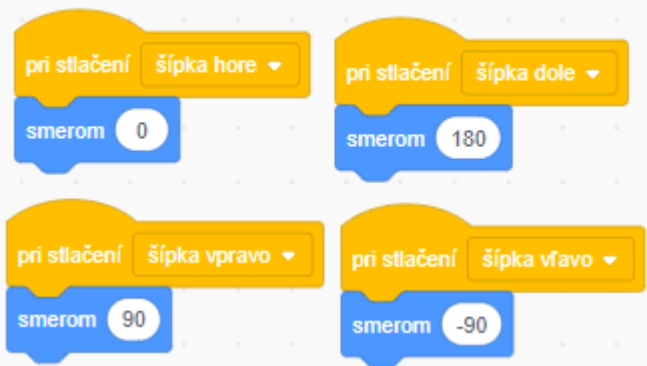 pri stlačení šípka hore
smerom 0
pri stlačení šípka dole
smerom 180
pri stlačení šípka vpravo
smerom 90
pri stlačení šípka vľavo
smerom -90